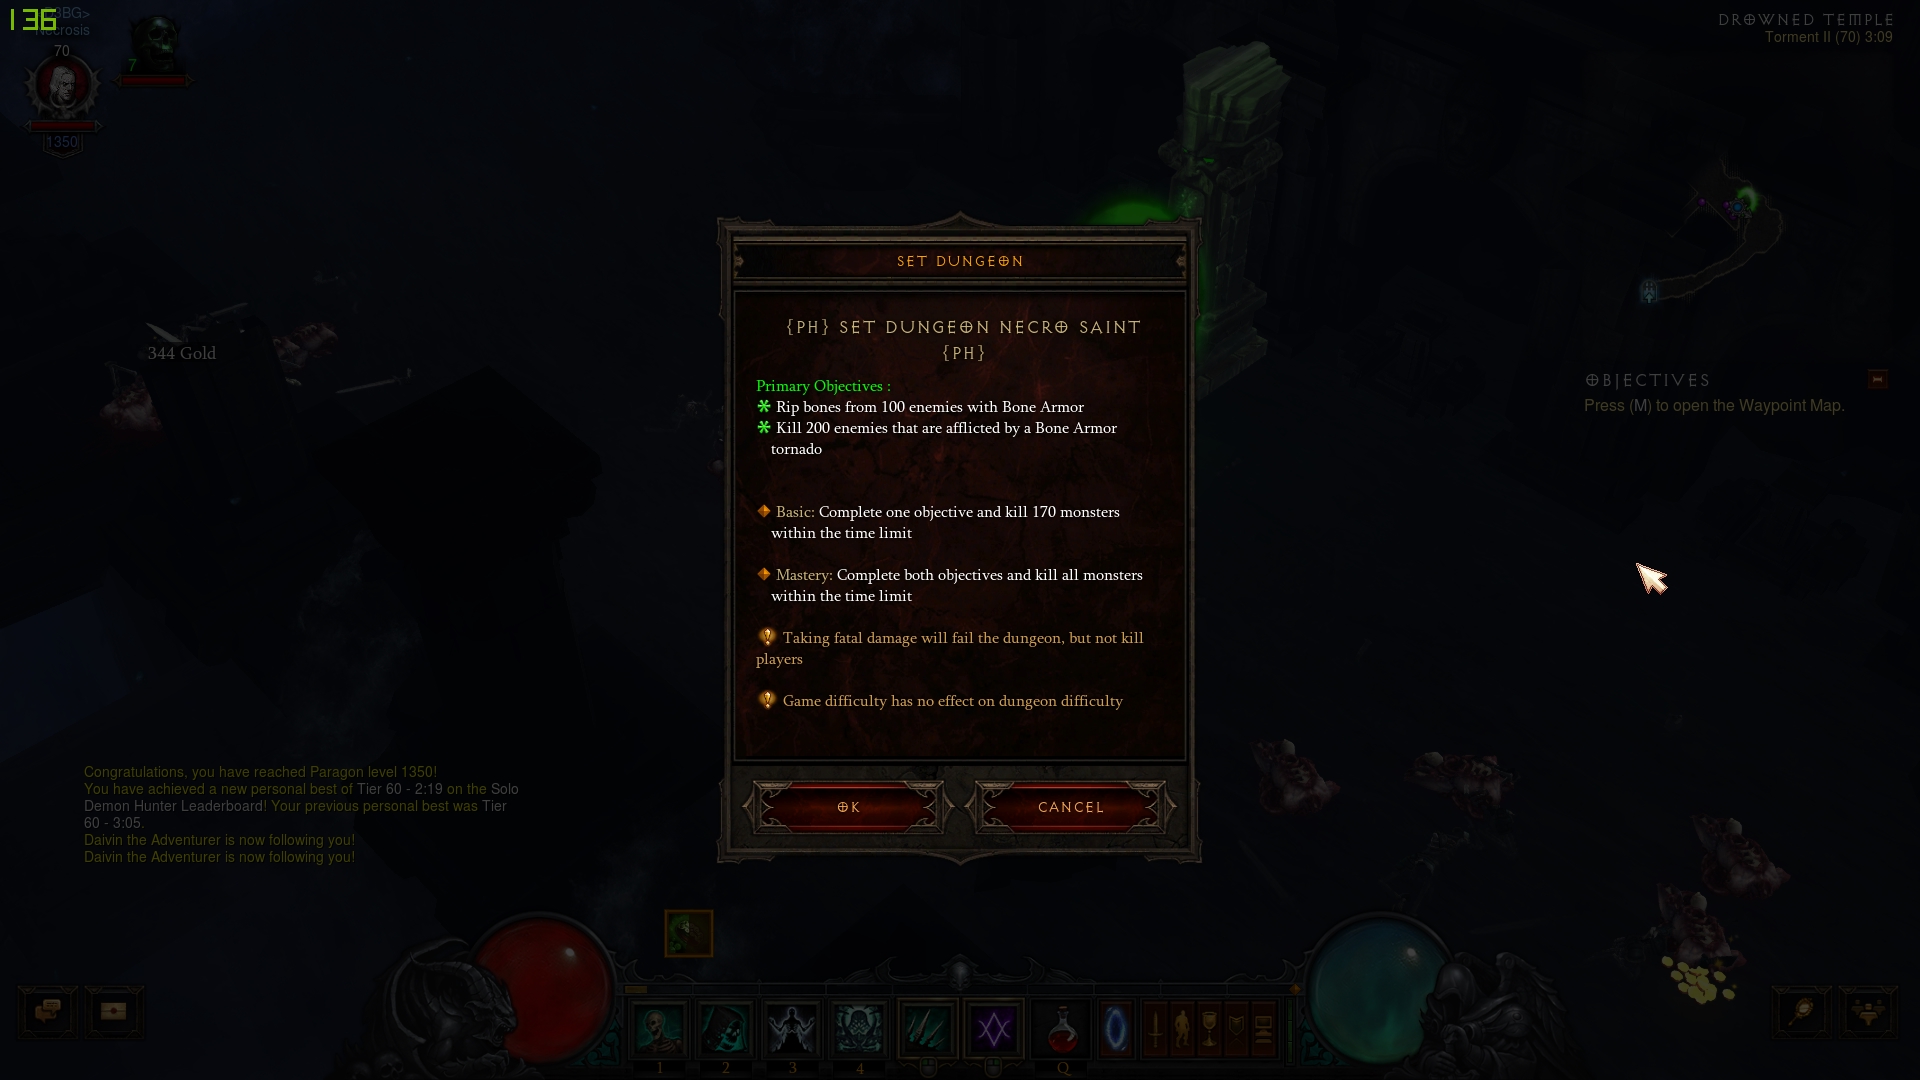 136
D3BG>
Necrosis
70
7
1350
DROWNED TEMPLE
Torment II (70) 3:09
344 Gold
SET DUNGEON
{PH} SET DUNGEON NECRO SAINT
{PH}
Primary Objectives :
Rip bones from 100 enemies with Bone Armor
Kill 200 enemies that are afflicted by a Bone Armor
tornado
Basic: Complete one objective and kill 170 monsters
within the time limit
Mastery: Complete both objectives and kill all monsters
within the time limit
Taking fatal damage will fail the dungeon, but not kill
players
Game difficulty has no effect on dungeon difficulty
OK
CANCEL
OBJECTIVES
Press (M) to open the Waypoint Map.
Congratulations, you have reached Paragon level 1350!
You have achieved a new personal best of Tier 60 - 2:19 on the Solo
Demon Hunter Leaderboard! Your previous personal best was Tier
60 - 3:05.
Daivin the Adventurer is now following you!
Daivin the Adventurer is now following you!
1 2 3 4 Q